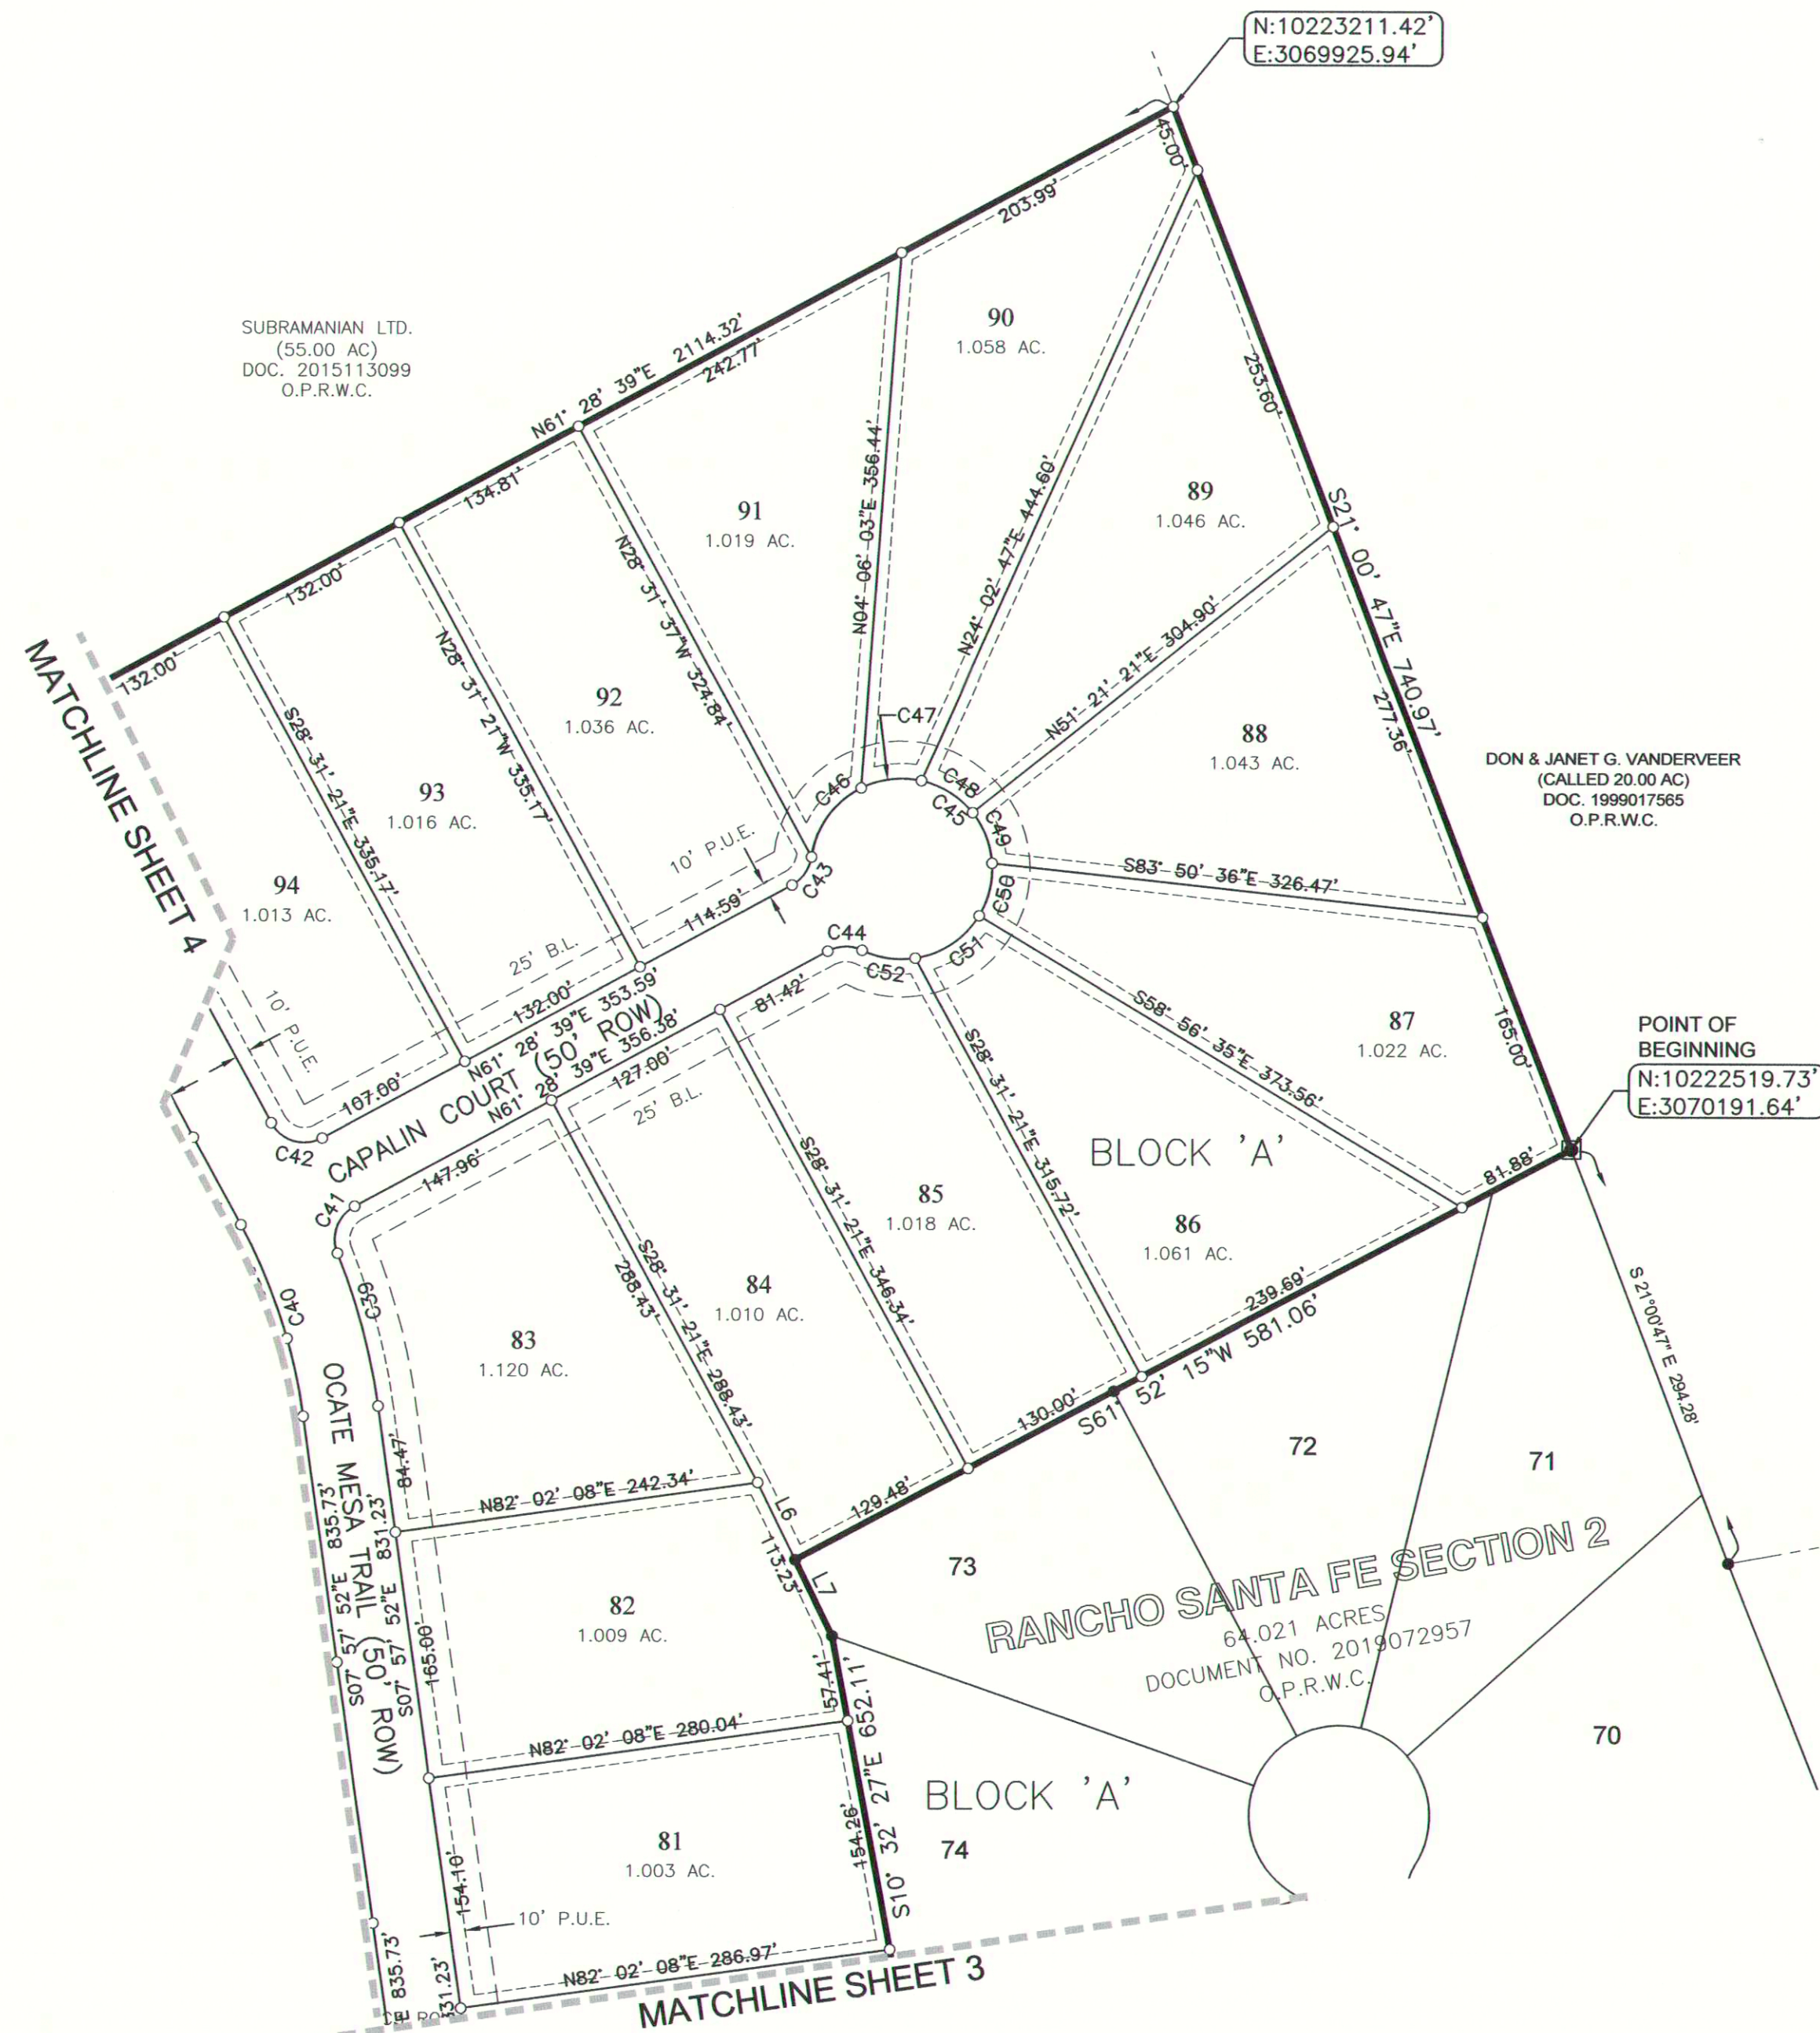 N:10223211.42'
E:3069925.94'
45.00'
203.99'
SUBRAMANIAN LTD.
(55.00 AC)
DOC. 2015113099
O.P.R.W.C.
N61° 28' 39"E 2114.32'
242.77'
90
1.058 AC.
253.60'
134.81'
N04° 06' 03"E 356.44'
N24° 02' 47"E 444.60'
89
1.046 AC.
S21° 00' 47"E 740.97'
91
1.019 AC.
N28° 31' 37"W 324.84'
132.00'
N51° 21' 21"E 304.90'
132.00'
MATCHLINE SHEET 4
N28° 31' 21"W 335.17'
92
1.036 AC.
C47
88
1.043 AC.
277.36'
DON & JANET G. VANDERVEER
(CALLED 20.00 AC)
DOC. 1999017565
O.P.R.W.C.
S28° 31' 21"E 335.17'
93
1.016 AC.
C46
C48
C45
C49
10' P.U.E.
C43
S83° 50' 36"E 326.47'
94
1.013 AC.
114.59'
C50
C44
C51
C52
25' B.L.
10' P.U.E.
132.00'
N61° 28' 39"E 353.59'
81.42'
CAPALIN COURT (50' ROW)
N61° 28' 39"E 356.38'
127.00'
25' B.L.
107.00'
C42
S58° 56' 35"E 373.56'
87
1.022 AC.
165.00'
POINT OF
BEGINNING
N:10222519.73'
E:3070191.64'
S28° 31' 21"E 315.72'
BLOCK 'A'
81.88'
147.96'
C41
S28° 31' 21"E 346.34'
85
1.018 AC.
86
1.061 AC.
239.69'
S 21°00'47" E 294.28'
C40
C39
S28° 31' 21"E 288.43'
288.43'
84
1.010 AC.
83
1.120 AC.
S61° 52' 15"W 581.06'
130.00'
OCATE MESA TRAIL (50' ROW)
84.47'
N82° 02' 08"E 242.34'
L6
129.48'
72
71
S07° 57' 52"E 835.73'
S07° 57' 52"E 831.23'
113.23'
L7
73
RANCHO SANTA FE SECTION 2
64.021 ACRES
DOCUMENT NO. 2019072957
O.P.R.W.C.
82
1.009 AC.
165.00'
57.41'
N82° 02' 08"E 280.04'
S10° 32' 27"E 652.11'
70
BLOCK 'A'
81
1.003 AC.
154.26'
74
154.10'
10' P.U.E.
E 835.73'
331.23'
N82° 02' 08"E 286.97'
MATCHLINE SHEET 3